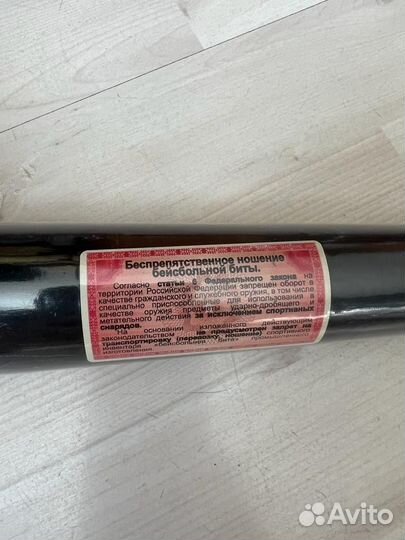 Беспрепятственное ношение
бейсбольной биты.
Согласно статьи 6 Федерального закона на
территории Российской Федерации запрещен оборот в
качестве гражданского и служебного оружия, в том числе
специально приспособленные для использования в
качестве оружия предметы ударно-дробящего и
метательного действия за исключением спортивных
снарядов.
На основании изложенного действующим
законодательством не предусмотрен запрет на
транспортировку (перевозку, ношение) спортивного
инвентаря «бейсбольная бита» промышленного
изготовления
Avito